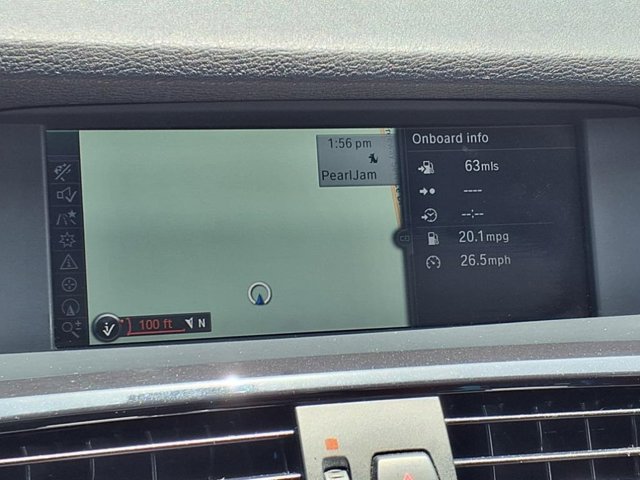 1:56 pm
PearlJam
Onboard info
63mls
----
--:--
20.1mpg
26.5mph
100 ft
N